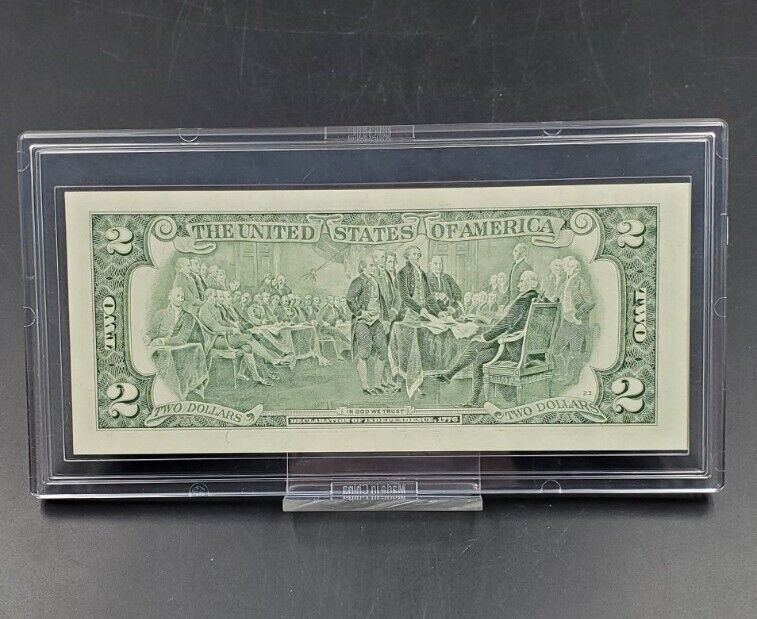 THE UNITED STATES OF AMERICA
2
2
TWO
TWO
2
2
23
TWO DOLLARS
IN GOD WE TRUST
TWO DOLLARS
DECLARATION OF INDEPENDENCE, 1776